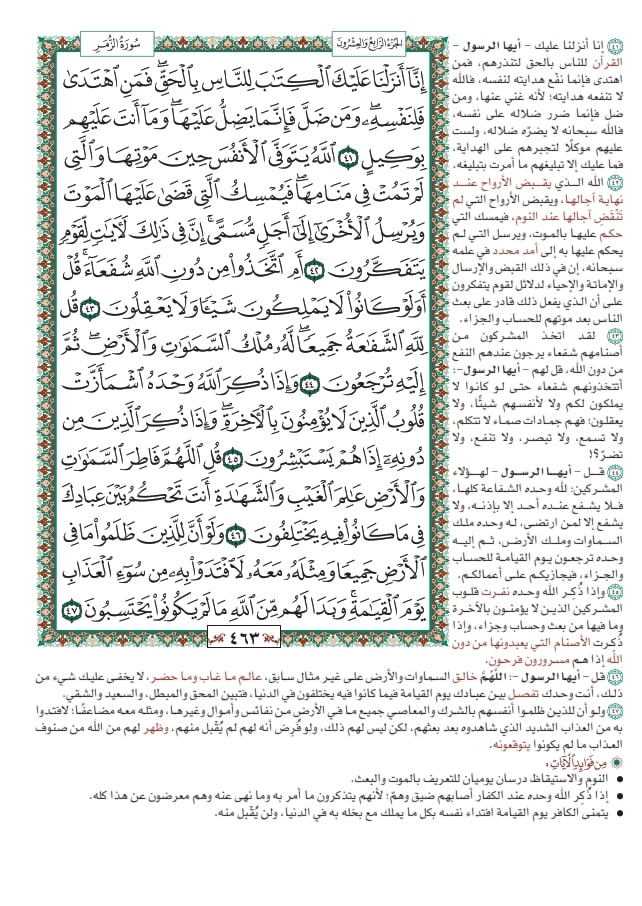 الجزء الرابع والعشرون
سورة الزمر
إِنَّآ أَنزَلۡنَا عَلَيۡكَ ٱلۡكِتَٰبَ لِلنَّاسِ بِٱلۡحَقِّۖ فَمَنِ ٱهۡتَدَىٰ
فَلِنَفۡسِهِۦۖ وَمَن ضَلَّ فَإِنَّمَا يَضِلُّ عَلَيۡهَاۖ وَمَآ أَنتَ عَلَيۡهِم
بِوَكِيلٍ ٤١ ٱللَّهُ يَتَوَفَّى ٱلۡأَنفُسَ حِينَ مَوۡتِهَا وَٱلَّتِي
لَمۡ تَمُتۡ فِي مَنَامِهَاۖ فَيُمۡسِكُ ٱلَّتِي قَضَىٰ عَلَيۡهَا ٱلۡمَوۡتَ
وَيُرۡسِلُ ٱلۡأُخۡرَىٰٓ إِلَىٰٓ أَجَلٖ مُّسَمًّىۚ إِنَّ فِي ذَٰلِكَ لَأٓيَٰتٖ لِّقَوۡمٖ
يَتَفَكَّرُونَ ٤٢ أَمِ ٱتَّخَذُواْ مِن دُونِ ٱللَّهِ شُفَعَآءَۚ قُلۡ
أَوَلَوۡ كَانُواْ لَا يَمۡلِكُونَ شَيۡـٔٗا وَلَا يَعۡقِلُونَ ٤٣ قُل
لِّلَّهِ ٱلشَّفَٰعَةُ جَمِيعٗاۖ لَّهُۥ مُلۡكُ ٱلسَّمَٰوَٰتِ وَٱلۡأَرۡضِۖ ثُمَّ
إِلَيۡهِ تُرۡجَعُونَ ٤٤ وَإِذَا ذُكِرَ ٱللَّهُ وَحۡدَهُ ٱشۡمَأَزَّتۡ
قُلُوبُ ٱلَّذِينَ لَا يُؤۡمِنُونَ بِٱلۡأٓخِرَةِۖ وَإِذَا ذُكِرَ ٱلَّذِينَ مِن
دُونِهِۦٓ إِذَا هُمۡ يَسۡتَبۡشِرُونَ ٤٥ قُلِ ٱللَّهُمَّ فَاطِرَ ٱلسَّمَٰوَٰتِ
وَٱلۡأَرۡضِ عَٰلِمَ ٱلۡغَيۡبِ وَٱلشَّهَٰدَةِ أَنتَ تَحۡكُمُ بَيۡنَ عِبَادِكَ
فِي مَا كَانُواْ فِيهِ يَخۡتَلِفُونَ ٤٦ وَلَوۡ أَنَّ لِلَّذِينَ ظَلَمُواْ مَا فِي
ٱلۡأَرۡضِ جَمِيعٗا وَمِثۡلَهُۥ مَعَهُۥ لَٱفۡتَدَوۡاْ بِهِۦ مِن سُوٓءِ ٱلۡعَذَابِ
يَوۡمَ ٱلۡقِيَٰمَةِۚ وَبَدَا لَهُم مِّنَ ٱللَّهِ مَا لَمۡ يَكُونُواْ يَحۡتَسِبُونَ ٤٧
٤٦٣
٤١ إنا أنزلنا عليك - أيها الرسول -
القرآن للناس بالحق لتنذرهم، فمن
اهتدى فإنما نفْع هدايته لنفسه، فالله
لا تنفعه هدايته؛ لأنه غني عنها، ومن
ضل فإنما ضرر ضلاله على نفسه،
فالله سبحانه لا يضرّه ضلاله، ولست
عليهم موكلًا لتجبرهم على الهداية،
فما عليك إلا تبليغهم ما أمرت بتبليغه.
٤٢ الله الذي يقبض الأرواح عند
نهاية آجالها، ويقبض الأرواح التي لم
تَنْقَضِ آجالها عند النوم، فيمسك التي
حكم عليها بالموت، ويرسل التي لم
يحكم عليها به إلى أمد محدد في علمه
سبحانه، إن في ذلك القبض والإرسال
والإماتة والإحياء لدلائل لقوم يتفكرون
على أن الذي يفعل ذلك قادر على بعث
الناس بعد موتهم للحساب والجزاء.
٤٣ لقد اتخذ المشركون من
أصنامهم شفعاء يرجون عندهم النفع
من دون الله، قل لهم - أيها الرسول -:
أتتخذونهم شفعاء حتى لو كانوا لا
يملكون لكم ولا لأنفسهم شيئًا، ولا
يعقلون؛ فهم جمادات صماء لا تتكلم،
ولا تسمع، ولا تبصر، ولا تنفع، ولا
تضرّ؟!
٤٤ قل - أيها الرسول - لهؤلاء
المشركين: لله وحده الشفاعة كلها،
فلا يشفع عنده أحد إلا بإذنه، ولا
يشفع إلا لمن ارتضى، له وحده ملك
السماوات وملك الأرض، ثم إليه
وحده ترجعون يوم القيامة للحساب
والجزاء، فيجازيكم على أعمالكم.
٤٥ وإذا ذُكِر الله وحده نفرت قلوب
المشركين الذين لا يؤمنون بالآخرة
وما فيها من بعث وحساب وجزاء، وإذا
ذكرت الأصنام التي يعبدونها من دون
الله إذا هم مسرورون فرحون.
٤٦ قل - أيها الرسول -: اللَّهُمَّ خالق السماوات والأرض على غير مثال سابق، عالم ما غاب وما حضر، لا يخفى عليك شيء من
ذلك، أنت وحدك تفصل بين عبادك يوم القيامة فيما كانوا فيه يختلفون في الدنيا، فتبين المحق والمبطل، والسعيد والشقي.
٤٧ ولو أن للذين ظلموا أنفسهم بالشرك والمعاصي جميع ما في الأرض من نفائس وأموال وغيرها، ومثله معه مضاعفًا؛ لافتدوا
به من العذاب الشديد الذي شاهدوه بعد بعثهم، لكن ليس لهم ذلك، ولو فُرِض أنه لهم لم يُقْبل منهم، وظهر لهم من الله من صنوف
العذاب ما لم يكونوا يتوقعونه.
من فوائد الآيات:
• النوم والاستيقاظ درسان يوميان للتعريف بالموت والبعث.
• إذا ذُكِر الله وحده عند الكفار أصابهم ضيق وهمّ؛ لأنهم يتذكرون ما أمر به وما نهى عنه وهم معرضون عن هذا كله.
• يتمنى الكافر يوم القيامة افتداء نفسه بكل ما يملك مع بخله به في الدنيا، ولن يُقْبل منه.